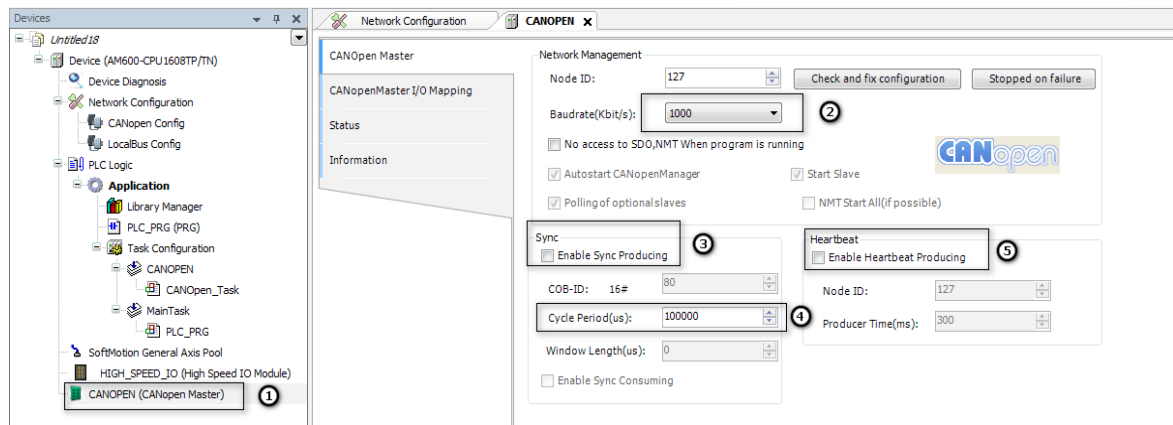 Devices
Untitled18
Device (AM600-CPU1608TP/TN)
Device Diagnosis
Network Configuration
CANopen Config
LocalBus Config
PLC Logic
Application
Library Manager
PLC_PRG (PRG)
Task Configuration
CANOPEN
CANOpen_Task
MainTask
PLC_PRG
SoftMotion General Axis Pool
HIGH_SPEED_IO (High Speed IO Module)
CANOPEN (CANopen Master)
1
Network Configuration
CANOPEN
CANOpen Master
CANopenMaster I/O Mapping
Status
Information
Network Management
Node ID: 127 Check and fix configuration Stopped on failure
Baudrate(Kbit/s): 1000
2
No access to SDO,NMT When program is running
CANopen
Autostart CANopenManager Start Slave
Polling of optional slaves NMT Start All(if possible)
Sync
Enable Sync Producing
3
COB-ID: 16# 80
Cycle Period(us): 100000
4
Window Length(us): 0
Enable Sync Consuming
Heartbeat
Enable Heartbeat Producing
5
Node ID: 127
Producer Time(ms): 300